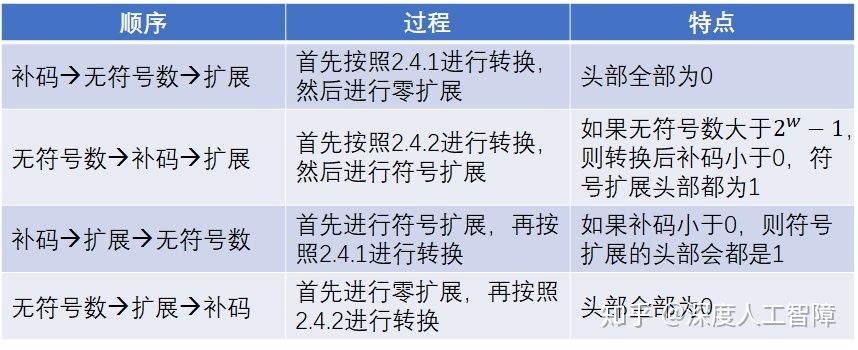 顺序
过程
特点
补码→无符号数→扩展
首先按照2.4.1进行转换,
然后进行零扩展
头部全部为0
无符号数→补码→扩展
首先按照2.4.2进行转换,
然后进行符号扩展
如果无符号数大于2^w − 1,
则转换后补码小于0，符
号扩展头部都为1
补码→扩展→无符号数
首先进行符号扩展，再按
照2.4.1进行转换
如果补码小于0，则符号
扩展的头部会都是1
无符号数→扩展→补码
首先进行零扩展，再按照
2.4.2进行转换
头部全部为0
知乎 @深度人工智障